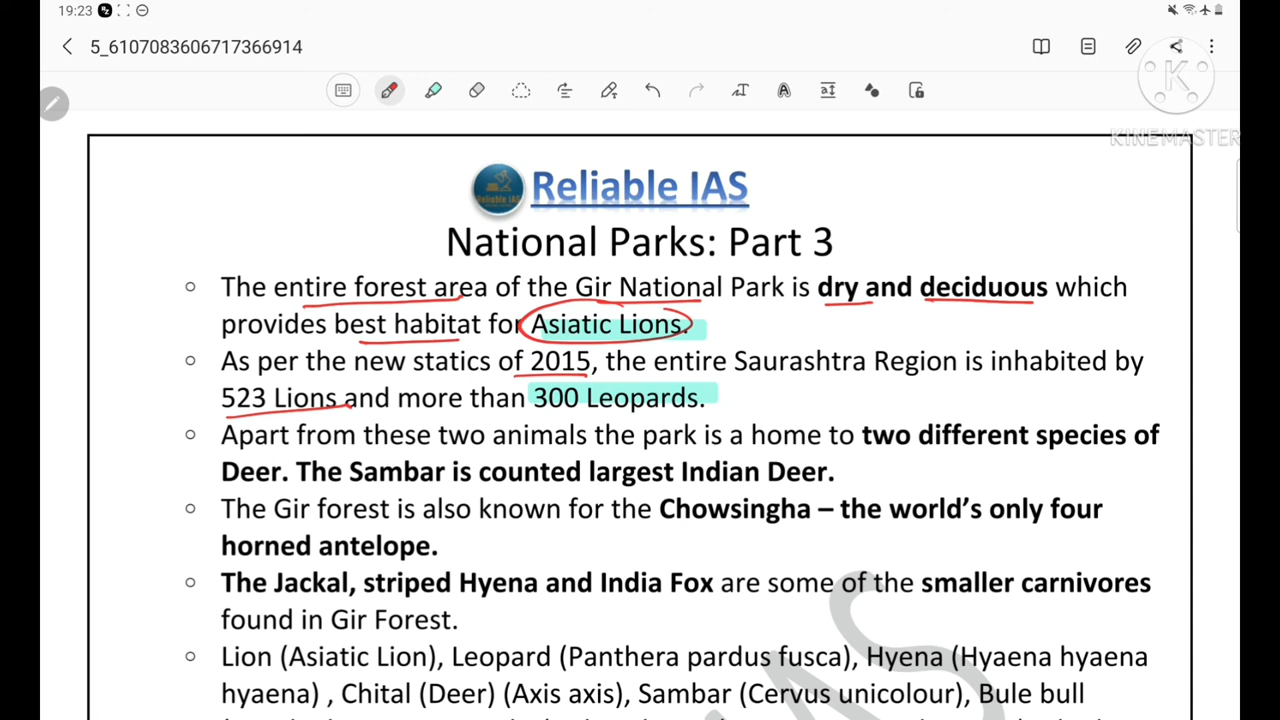 19:23
5_6107083606717366914
K
KINEMASTER
Reliable IAS
National Parks: Part 3
The entire forest area of the Gir National Park is dry and deciduous which
provides best habitat for Asiatic Lions.
As per the new statics of 2015, the entire Saurashtra Region is inhabited by
523 Lions and more than 300 Leopards.
Apart from these two animals the park is a home to two different species of
Deer. The Sambar is counted largest Indian Deer.
The Gir forest is also known for the Chowsingha – the world's only four
horned antelope.
The Jackal, striped Hyena and India Fox are some of the smaller carnivores
found in Gir Forest.
Lion (Asiatic Lion), Leopard (Panthera pardus fusca), Hyena (Hyaena hyaena
hyaena) , Chital (Deer) (Axis axis), Sambar (Cervus unicolour), Bule bull